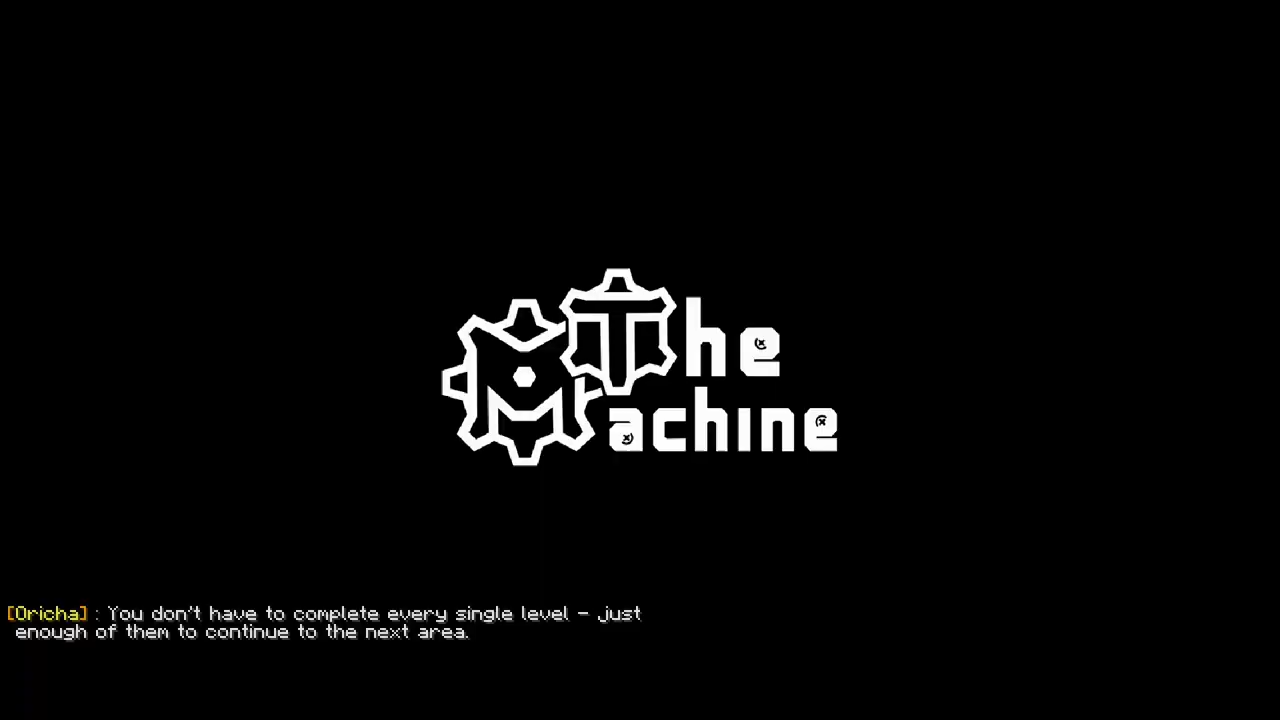 The
Machine
[Oricha] : You don't have to complete every single level - just
enough of them to continue to the next area.